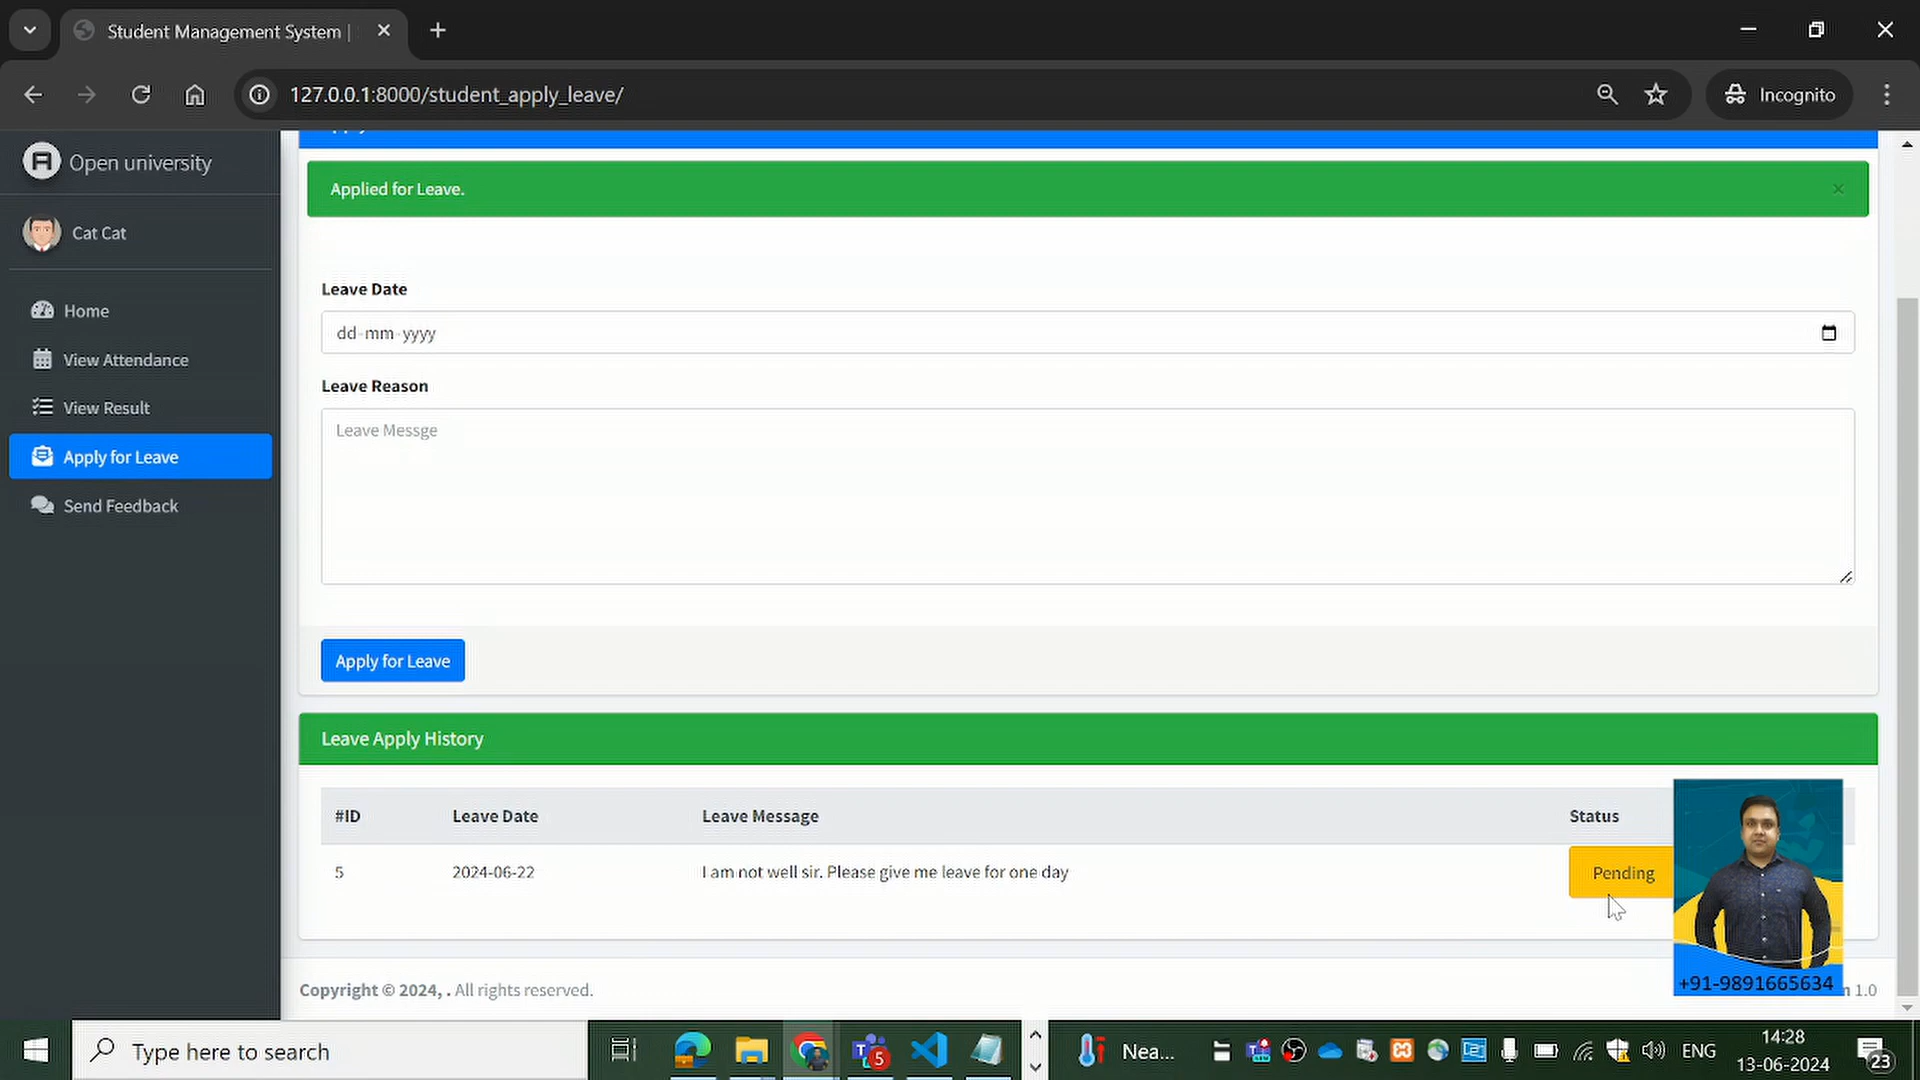 Student Management System |
127.0.0.1:8000/student_apply_leave/
Incognito
Open university
Applied for Leave.
×
Cat Cat
Leave Date
Home
dd-mm-yyyy
View Attendance
Leave Reason
View Result
Leave Messge
Apply for Leave
Send Feedback
Apply for Leave
Leave Apply History
#ID Leave Date Leave Message Status
5 2024-06-22 I am not well sir. Please give me leave for one day Pending
+91-9891665634
Copyright © 2024, . All rights reserved.
1.0
Type here to search
5
Nea...
ENG
14:28
13-06-2024
23